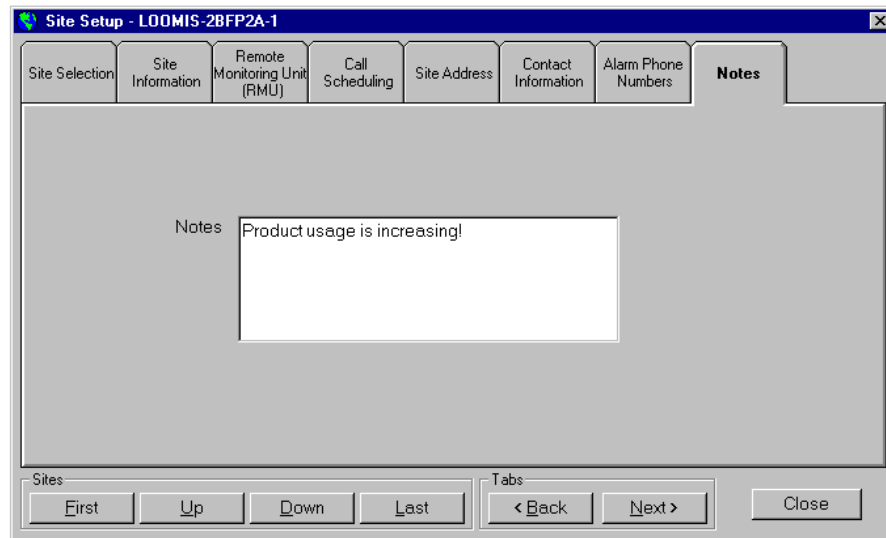 Site Setup - LOOMIS-2BFP2A-1
Site Selection
Site
Information
Remote
Monitoring Unit
(RMU)
Call
Scheduling
Site Address
Contact
Information
Alarm Phone
Numbers
Notes
Notes
Product usage is increasing!
Sites
First
Up
Down
Last
Tabs
< Back
Next >
Close